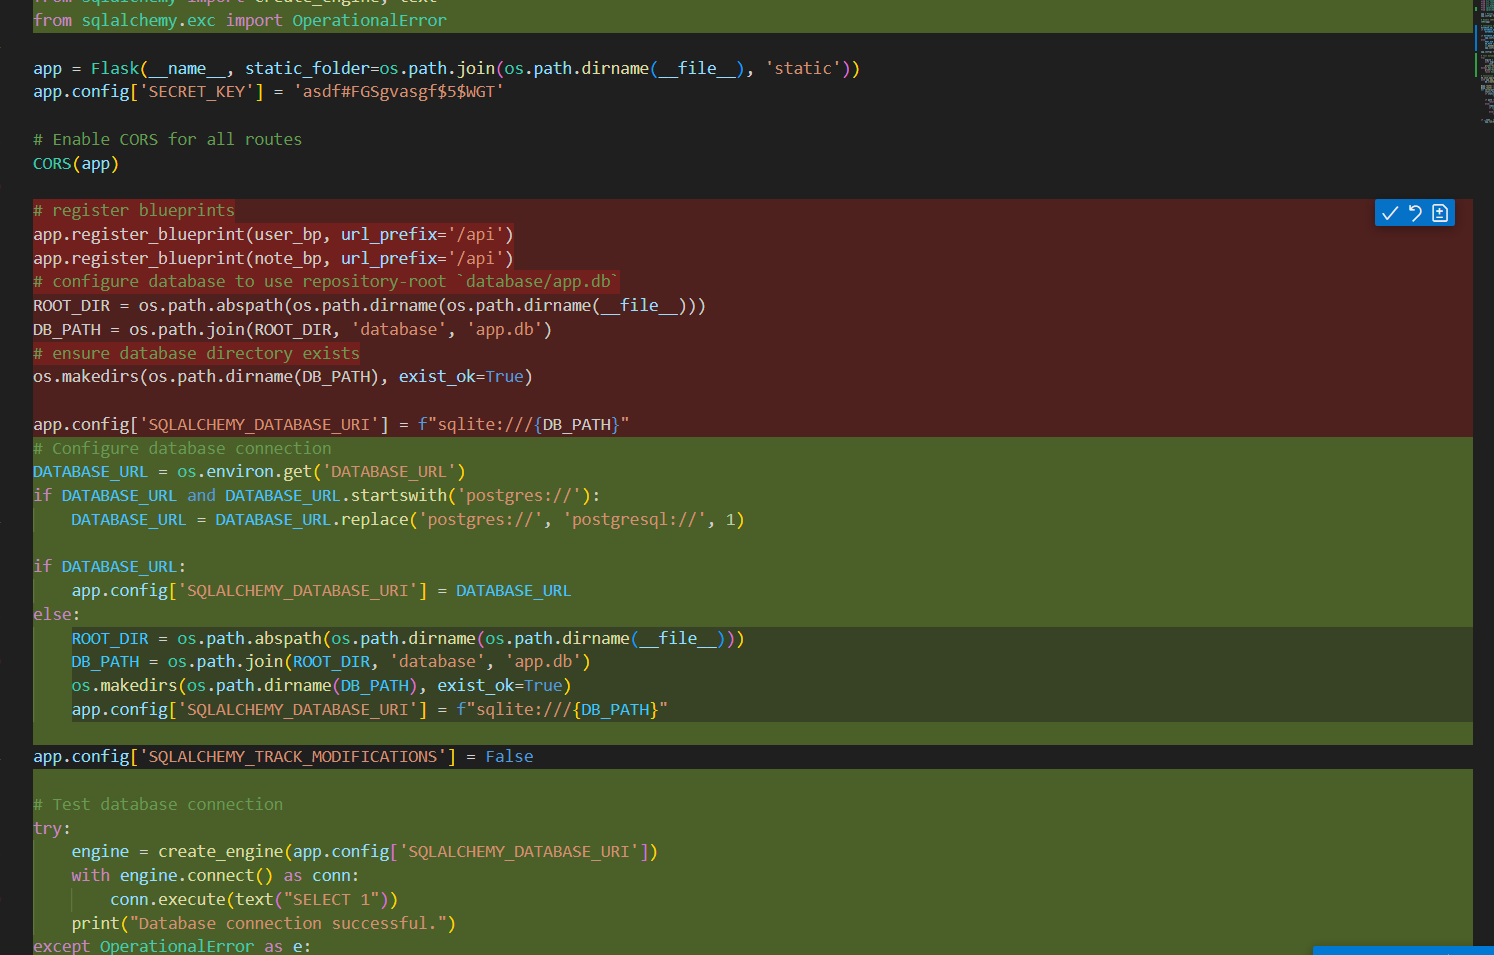 from sqlalchemy import create_engine, text
from sqlalchemy.exc import OperationalError
app = Flask(__name__, static_folder=os.path.join(os.path.dirname(__file__), 'static'))
app.config['SECRET_KEY'] = 'asdf#FGSgvasgf$5$WGT'
# Enable CORS for all routes
CORS(app)
# register blueprints
app.register_blueprint(user_bp, url_prefix='/api')
app.register_blueprint(note_bp, url_prefix='/api')
# configure database to use repository-root `database/app.db`
ROOT_DIR = os.path.abspath(os.path.dirname(os.path.dirname(__file__)))
DB_PATH = os.path.join(ROOT_DIR, 'database', 'app.db')
# ensure database directory exists
os.makedirs(os.path.dirname(DB_PATH), exist_ok=True)
app.config['SQLALCHEMY_DATABASE_URI'] = f"sqlite:///{DB_PATH}"
# Configure database connection
DATABASE_URL = os.environ.get('DATABASE_URL')
if DATABASE_URL and DATABASE_URL.startswith('postgres://'):
    DATABASE_URL = DATABASE_URL.replace('postgres://', 'postgresql://', 1)
if DATABASE_URL:
    app.config['SQLALCHEMY_DATABASE_URI'] = DATABASE_URL
else:
    ROOT_DIR = os.path.abspath(os.path.dirname(os.path.dirname(__file__)))
    DB_PATH = os.path.join(ROOT_DIR, 'database', 'app.db')
    os.makedirs(os.path.dirname(DB_PATH), exist_ok=True)
    app.config['SQLALCHEMY_DATABASE_URI'] = f"sqlite:///{DB_PATH}"
app.config['SQLALCHEMY_TRACK_MODIFICATIONS'] = False
# Test database connection
try:
    engine = create_engine(app.config['SQLALCHEMY_DATABASE_URI'])
    with engine.connect() as conn:
        conn.execute(text("SELECT 1"))
    print("Database connection successful.")
except OperationalError as e: